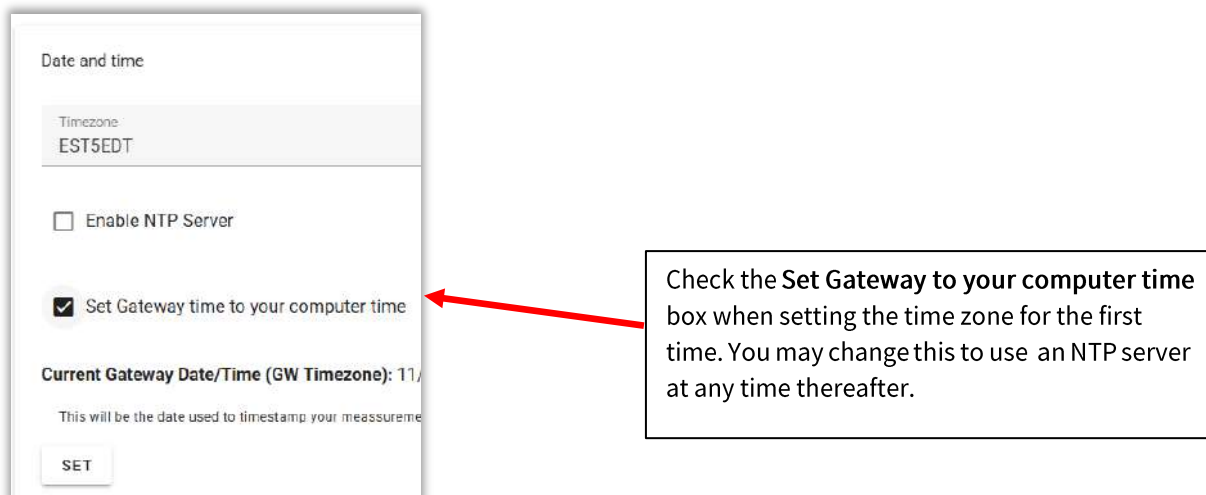 Date and time
Timezone
EST5EDT
Enable NTP Server
Set Gateway time to your computer time
Current Gateway Date/Time (GW Timezone): 11/
This will be the date used to timestamp your meassureme
SET
Check the Set Gateway to your computer time
box when setting the time zone for the first
time. You may change this to use an NTP server
at any time thereafter.